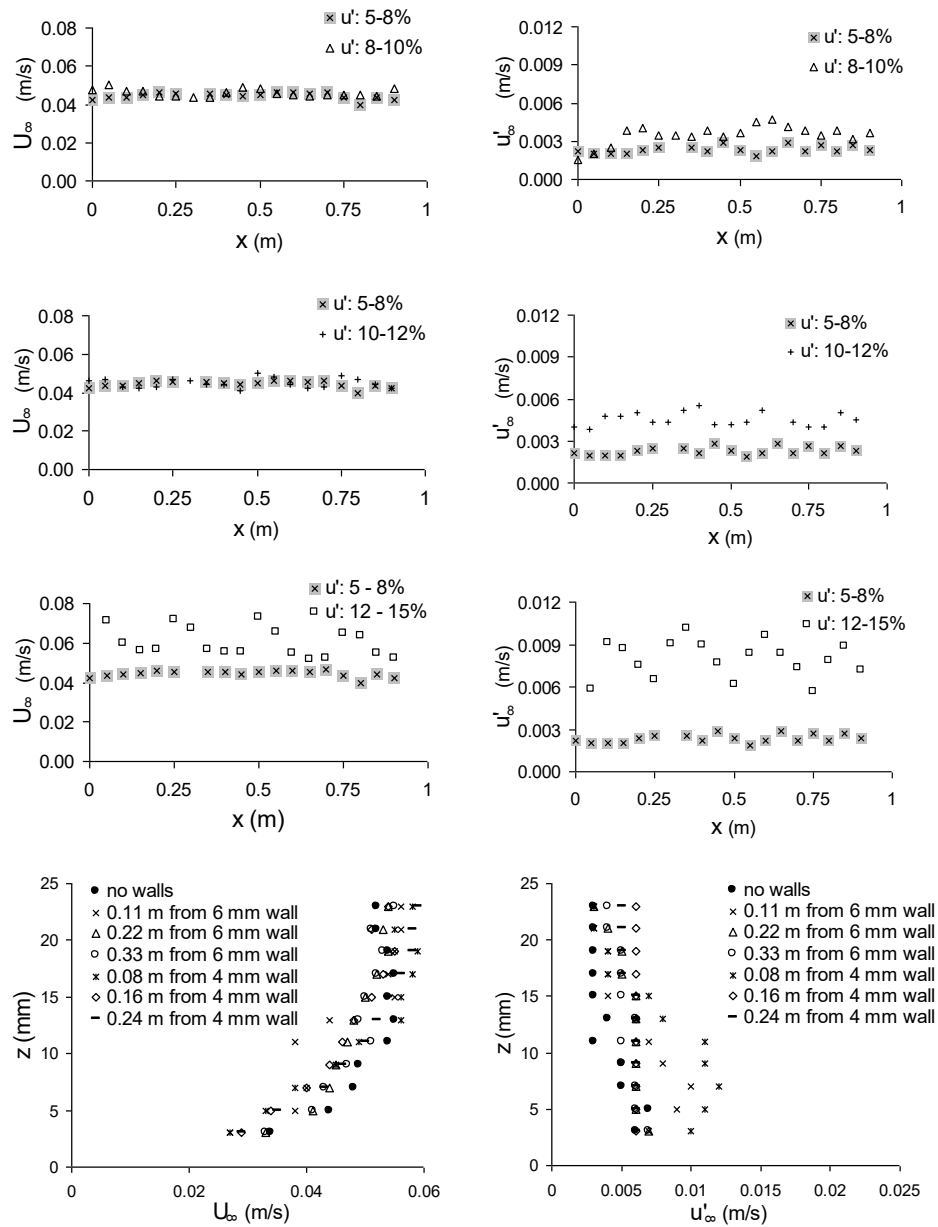 u': 5-8%
u': 8-10%
0.08
0.06
0.04
0.02
0.00
U∞ (m/s)
0 0.25 0.5 0.75 1
x (m)
u': 5-8%
u': 8-10%
0.012
0.009
0.006
0.003
0.000
u'∞ (m/s)
0 0.25 0.5 0.75 1
x (m)
u': 5-8%
u': 10-12%
0.08
0.06
0.04
0.02
0.00
U∞ (m/s)
0 0.25 0.5 0.75 1
x (m)
u': 5-8%
u': 10-12%
0.012
0.009
0.006
0.003
0.000
u'∞ (m/s)
0 0.25 0.5 0.75 1
x (m)
u': 5 - 8%
u': 12 - 15%
0.08
0.06
0.04
0.02
0.00
U∞ (m/s)
0 0.25 0.5 0.75 1
x (m)
u': 5-8%
u': 12-15%
0.012
0.009
0.006
0.003
0.000
u'∞ (m/s)
0 0.25 0.5 0.75 1
x (m)
25
20
15
10
5
0
z (mm)
no walls
0.11 m from 6 mm wall
0.22 m from 6 mm wall
0.33 m from 6 mm wall
0.08 m from 4 mm wall
0.16 m from 4 mm wall
0.24 m from 4 mm wall
0 0.02 0.04 0.06
U∞ (m/s)
25
20
15
10
5
0
z (mm)
no walls
0.11 m from 6 mm wall
0.22 m from 6 mm wall
0.33 m from 6 mm wall
0.08 m from 4 mm wall
0.16 m from 4 mm wall
0.24 m from 4 mm wall
0 0.005 0.01 0.015 0.02 0.025
u'∞ (m/s)